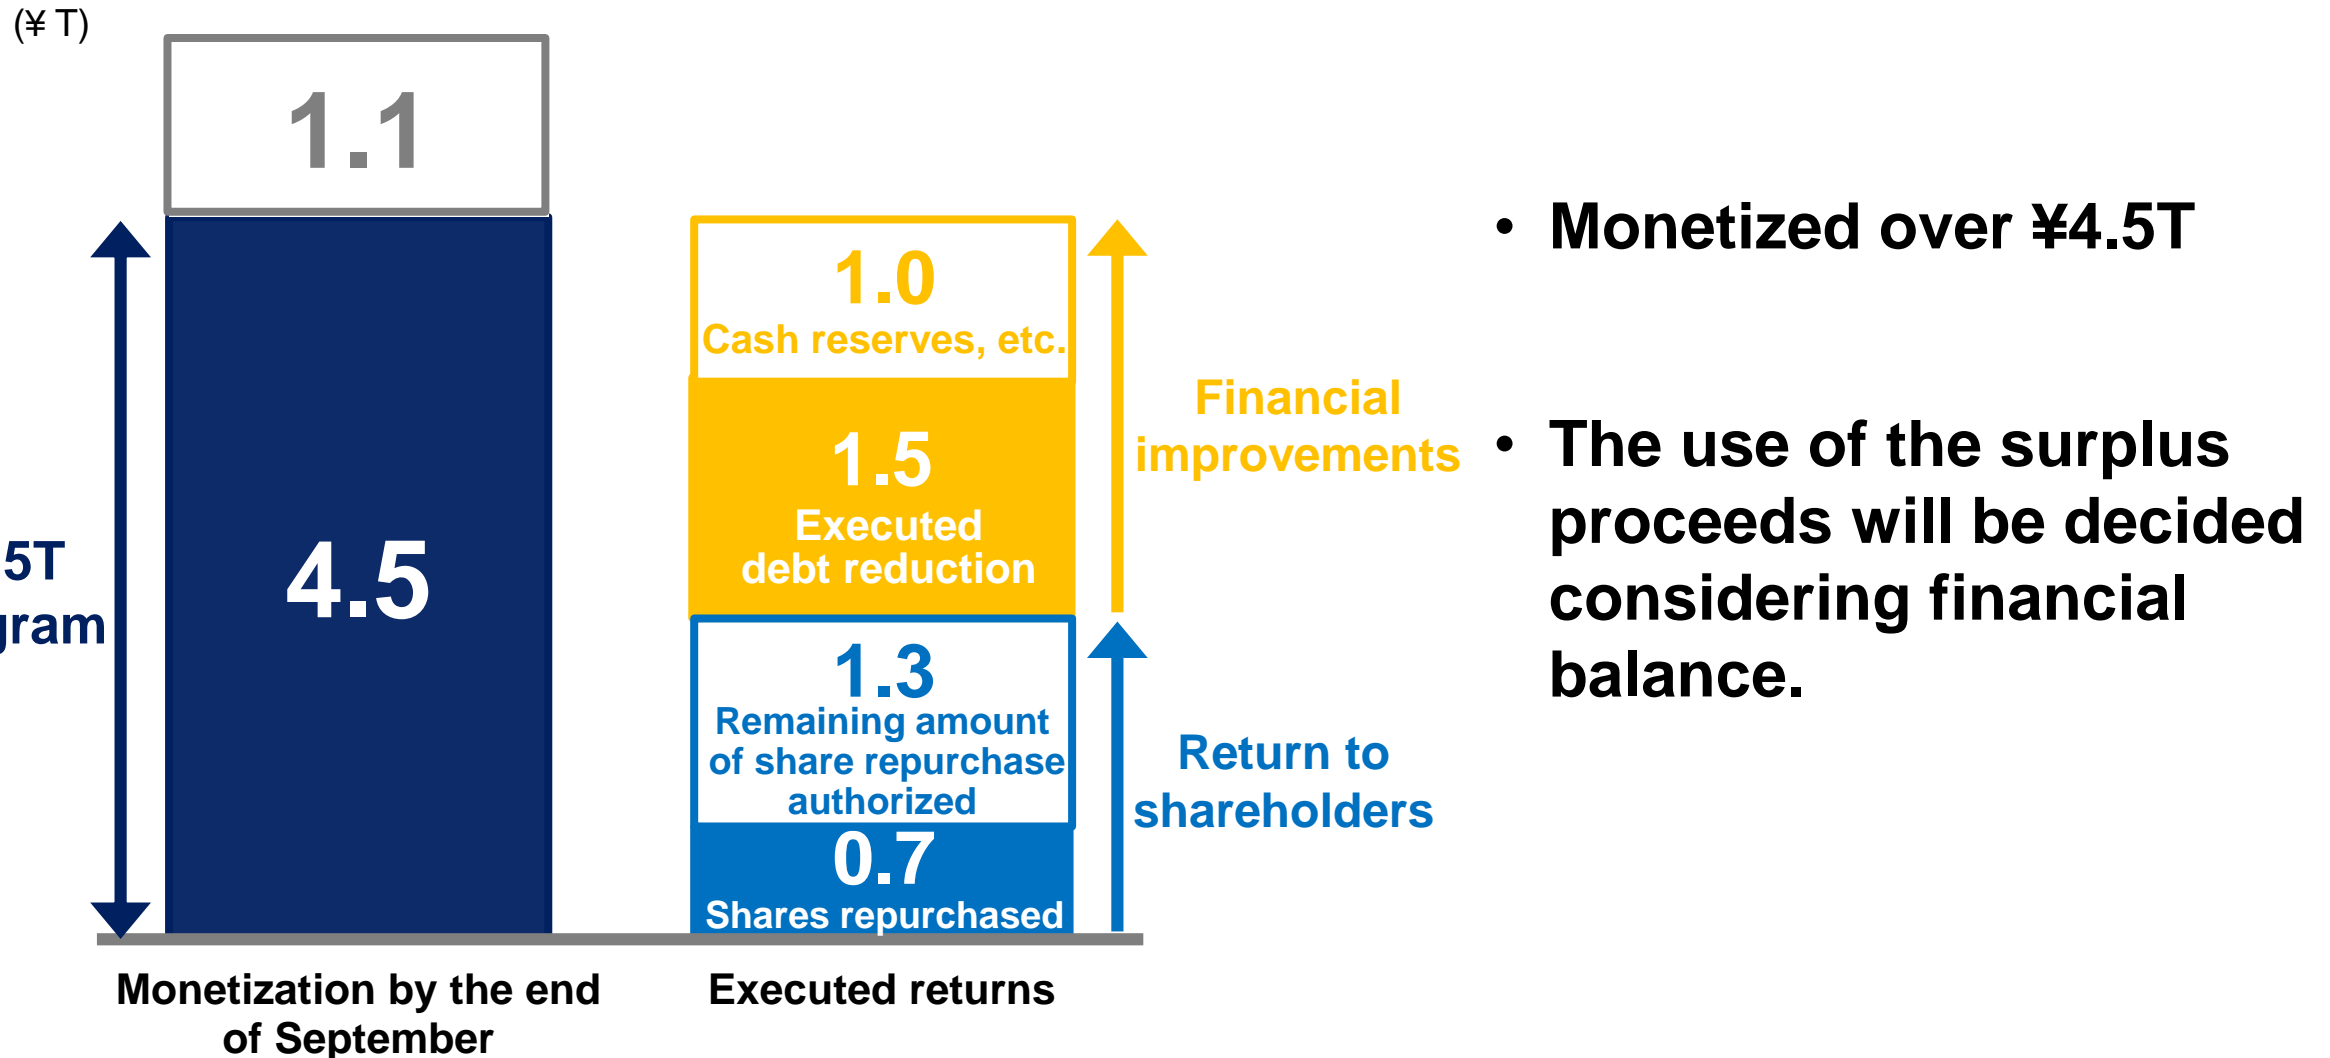 (¥ T)
1.1
4.5
5T
gram
1.0
Cash reserves, etc.
1.5
Executed
debt reduction
1.3
Remaining amount
of share repurchase
authorized
0.7
Shares repurchased
Financial
improvements
Return to
shareholders
Monetization by the end
of September
Executed returns
• Monetized over ¥4.5T
• The use of the surplus
proceeds will be decided
considering financial
balance.